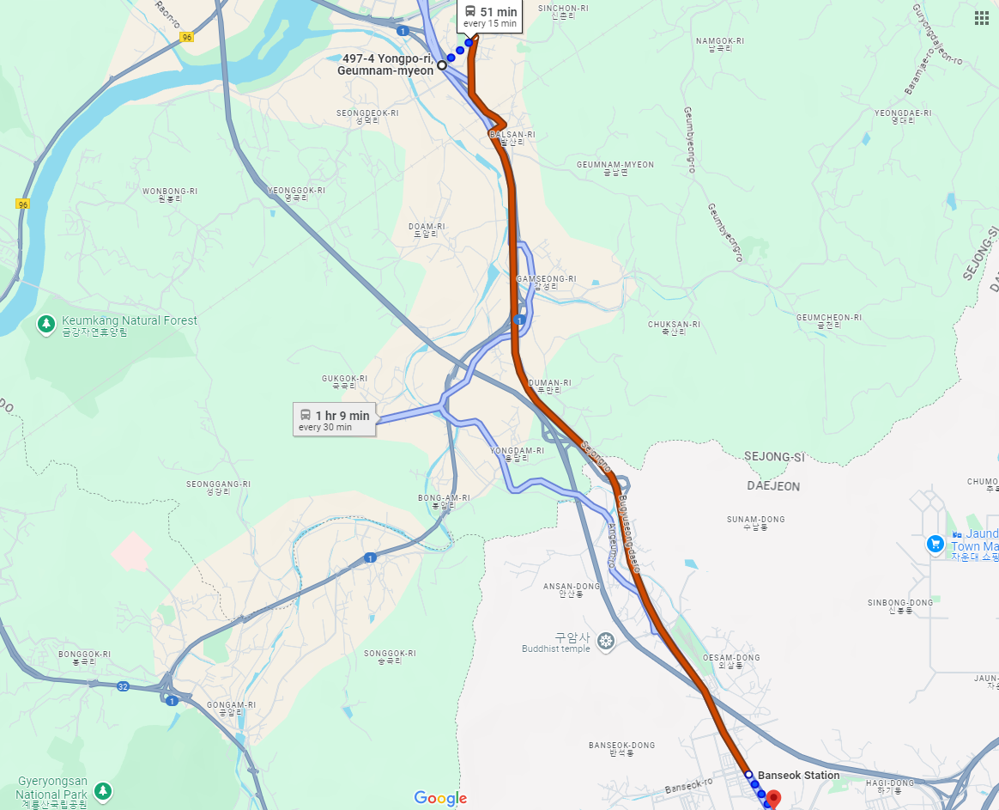 Raon-ro
96
1
51 min
every 15 min
SINCHON-RI
신촌리
Guryongdaejeon-ro
NAMGOK-RI
남곡리
Baramae-ro
497-4 Yongpo-ri,
Geumnam-myeon
SEONGDEOK-RI
성덕리
YEONGDAE-RI
영대리
BALSAN-RI
발산리
Geumbyeong-ro
GEUMNAM-MYEON
금남면
WONBONG-RI
원봉리
YEONGGOK-RI
영곡리
96
DOAM-RI
도암리
Geumbyeong-ro
SEJONG-SI
GAMSEONG-RI
감성리
Keumkang Natural Forest
금강자연휴양림
1
CHUKSAN-RI
축산리
GEUMCHEON-RI
금천리
GUKGOK-RI
국곡리
DUMAN-RI
두만리
DO
1 hr 9 min
every 30 min
YONGDAM-RI
용담리
Sejong-ro
SEJONG-SI
DAEJEON
SEONGGANG-RI
성강리
BONG-AM-RI
봉암리
Bugyuseong-daero
Angeung-ro
SUNAM-DONG
수남동
Jaund
Town Ma
자운대 쇼핑
1
ANSAN-DONG
안산동
SINBONG-DONG
신봉동
구암사
Buddhist temple
BONGGOK-RI
봉곡리
SONGGOK-RI
송곡리
OESAM-DONG
외삼동
32
1
GONGAM-RI
공암리
BANSEOK-DONG
반석동
Banseok-ro
Banseok Station
HAGI-DONG
하기동
Gyeryongsan
National Park
계룡산국립공원
Google